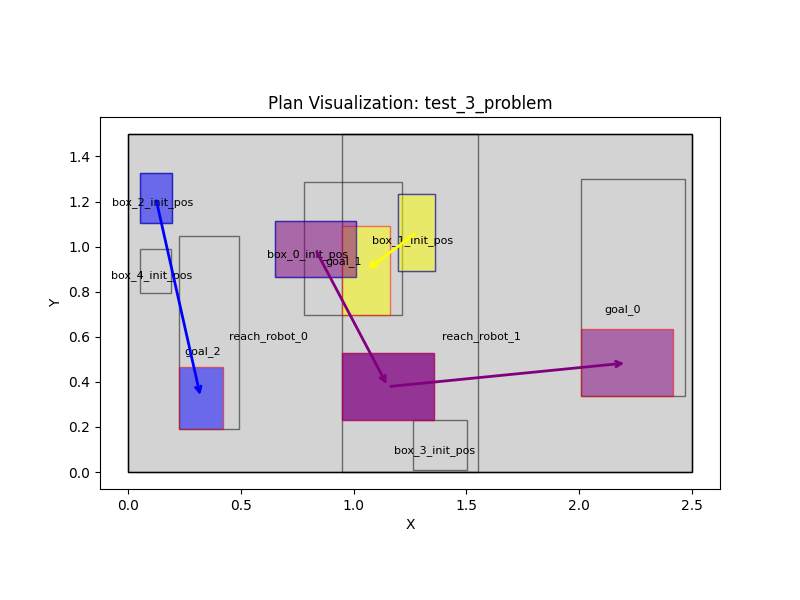 Plan Visualization: test_3_problem
Y
1.4
1.2
1.0
0.8
0.6
0.4
0.2
0.0
box_2_init_pos
box_4_init_pos
box_0_init_pos
goal_1
box_1_init_pos
goal_0
reach_robot_0
reach_robot_1
goal_2
box_3_init_pos
0.0
0.5
1.0
1.5
2.0
2.5
X